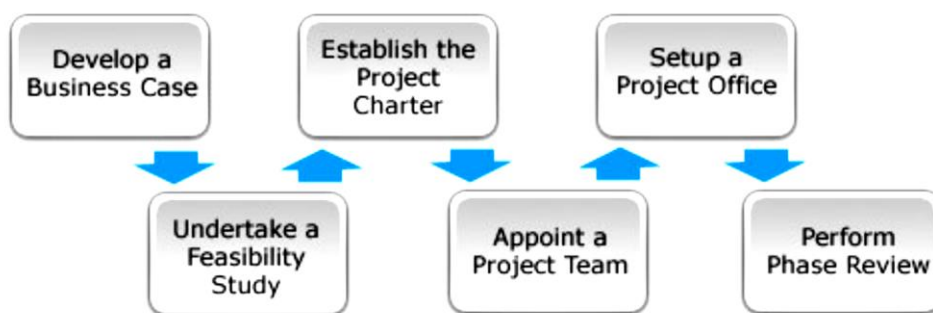 Develop a
Business Case
Undertake a
Feasibility
Study
Establish the
Project
Charter
Appoint a
Project Team
Setup a
Project Office
Perform
Phase Review